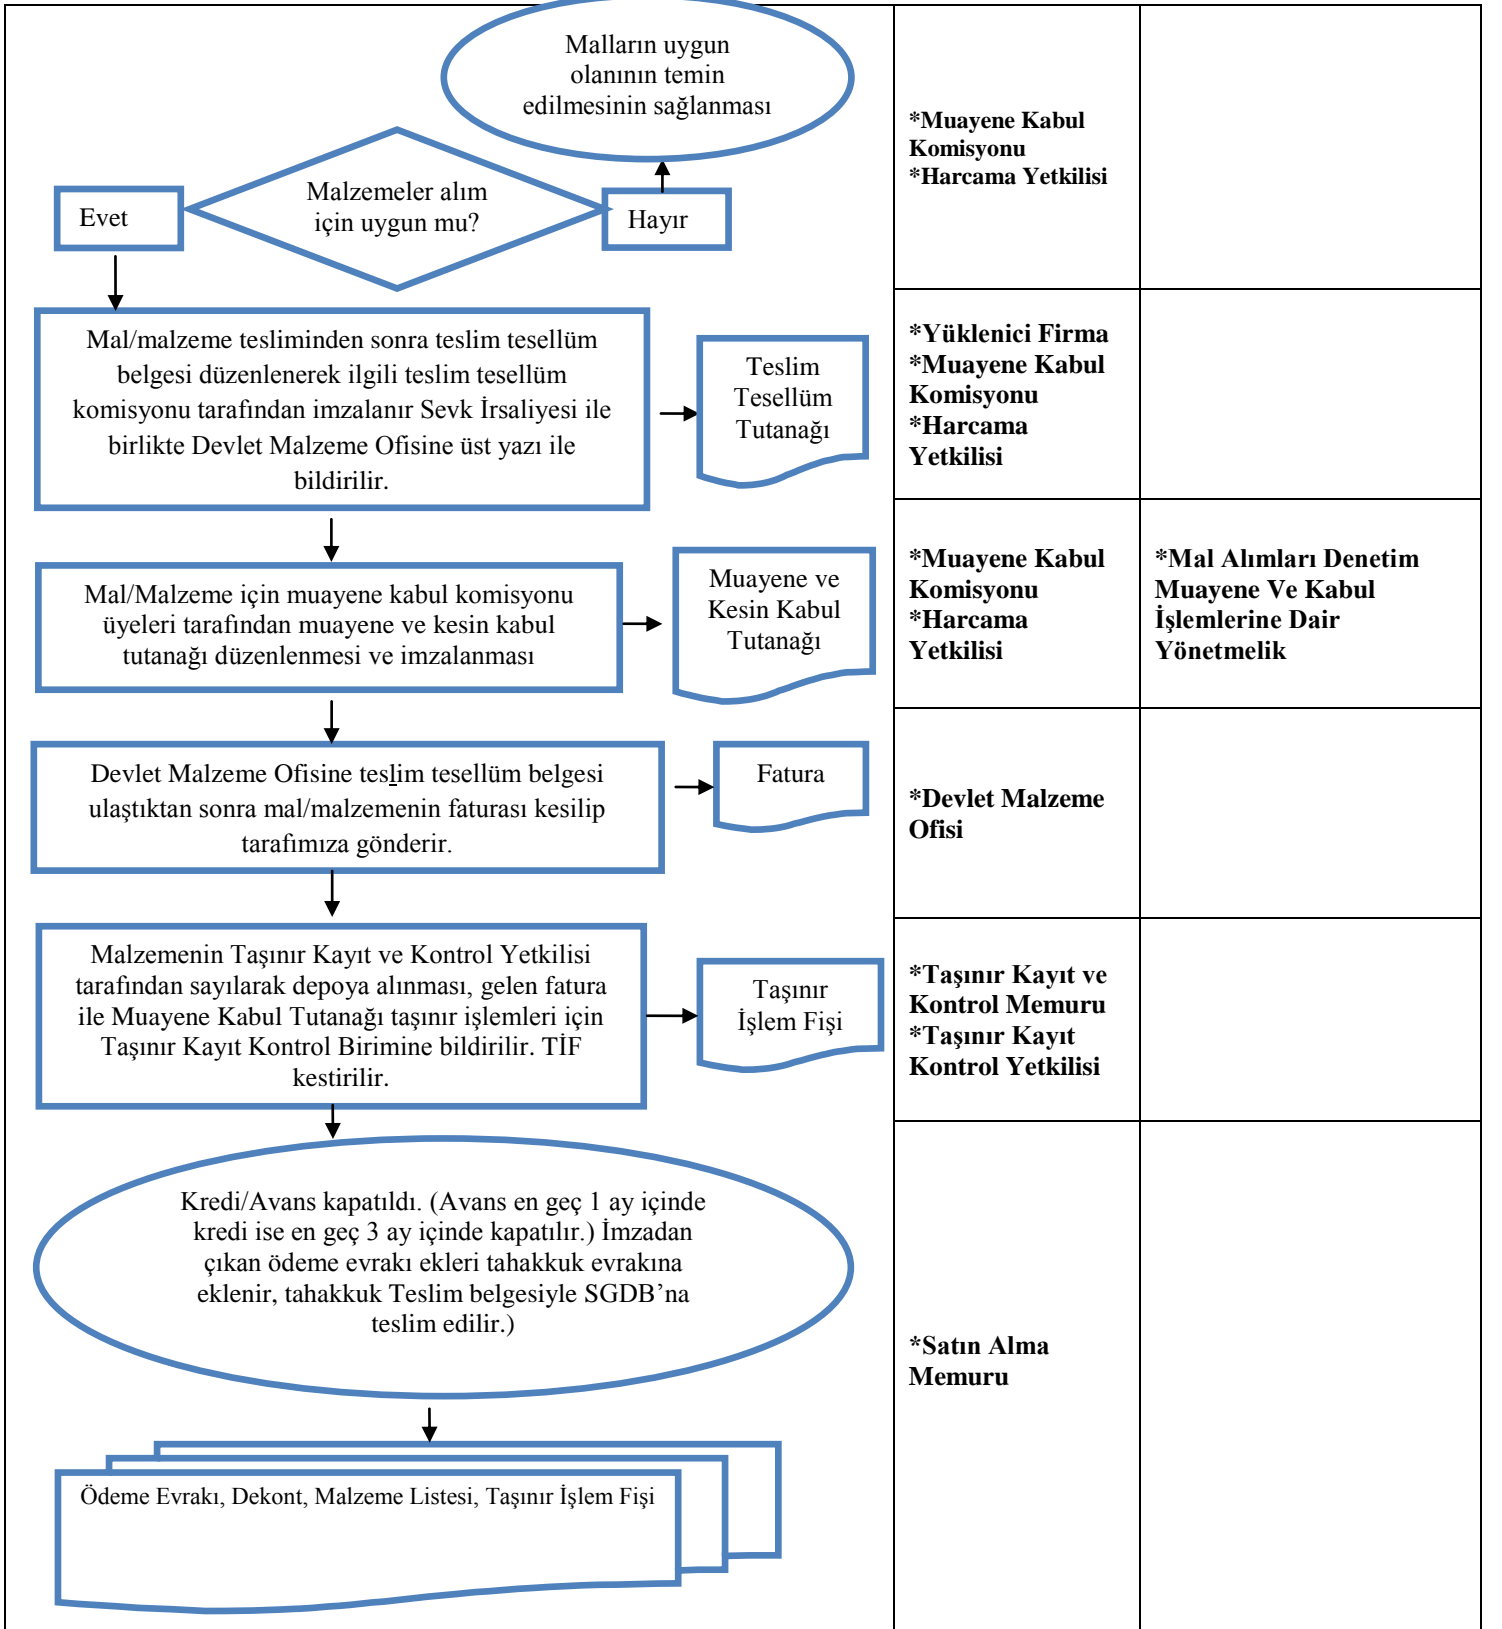 Malların uygun
olanının temin
edilmesinin sağlanması
Malzemeler alım
için uygun mu?
Evet
Hayır
*Muayene Kabul
Komisyonu
*Harcama Yetkilisi
Mal/malzeme tesliminden sonra teslim tesellüm
belgesi düzenlenerek ilgili teslim tesellüm
komisyonu tarafından imzalanır Sevk İrsaliyesi ile
birlikte Devlet Malzeme Ofisine üst yazı ile
bildirilir.
Teslim
Tesellüm
Tutanağı
*Yüklenici Firma
*Muayene Kabul
Komisyonu
*Harcama
Yetkilisi
Mal/Malzeme için muayene kabul komisyonu
üyeleri tarafından muayene ve kesin kabul
tutanağı düzenlenmesi ve imzalanması
Muayene ve
Kesin Kabul
Tutanağı
*Muayene Kabul
Komisyonu
*Harcama
Yetkilisi
*Mal Alımları Denetim
Muayene Ve Kabul
İşlemlerine Dair
Yönetmelik
Devlet Malzeme Ofisine teslim tesellüm belgesi
ulaştıktan sonra mal/malzemenin faturası kesilip
tarafımıza gönderir.
Fatura
*Devlet Malzeme
Ofisi
Malzemenin Taşınır Kayıt ve Kontrol Yetkilisi
tarafından sayılarak depoya alınması, gelen fatura
ile Muayene Kabul Tutanağı taşınır işlemleri için
Taşınır Kayıt Kontrol Birimine bildirilir. TİF
kestirilir.
Taşınır
İşlem Fişi
*Taşınır Kayıt ve
Kontrol Memuru
*Taşınır Kayıt
Kontrol Yetkilisi
Kredi/Avans kapatıldı. (Avans en geç 1 ay içinde
kredi ise en geç 3 ay içinde kapatılır.) İmzadan
çıkan ödeme evrakı ekleri tahakkuk evrakına
eklenir, tahakkuk Teslim belgesiyle SGDB’na
teslim edilir.)
*Satın Alma
Memuru
Ödeme Evrakı, Dekont, Malzeme Listesi, Taşınır İşlem Fişi